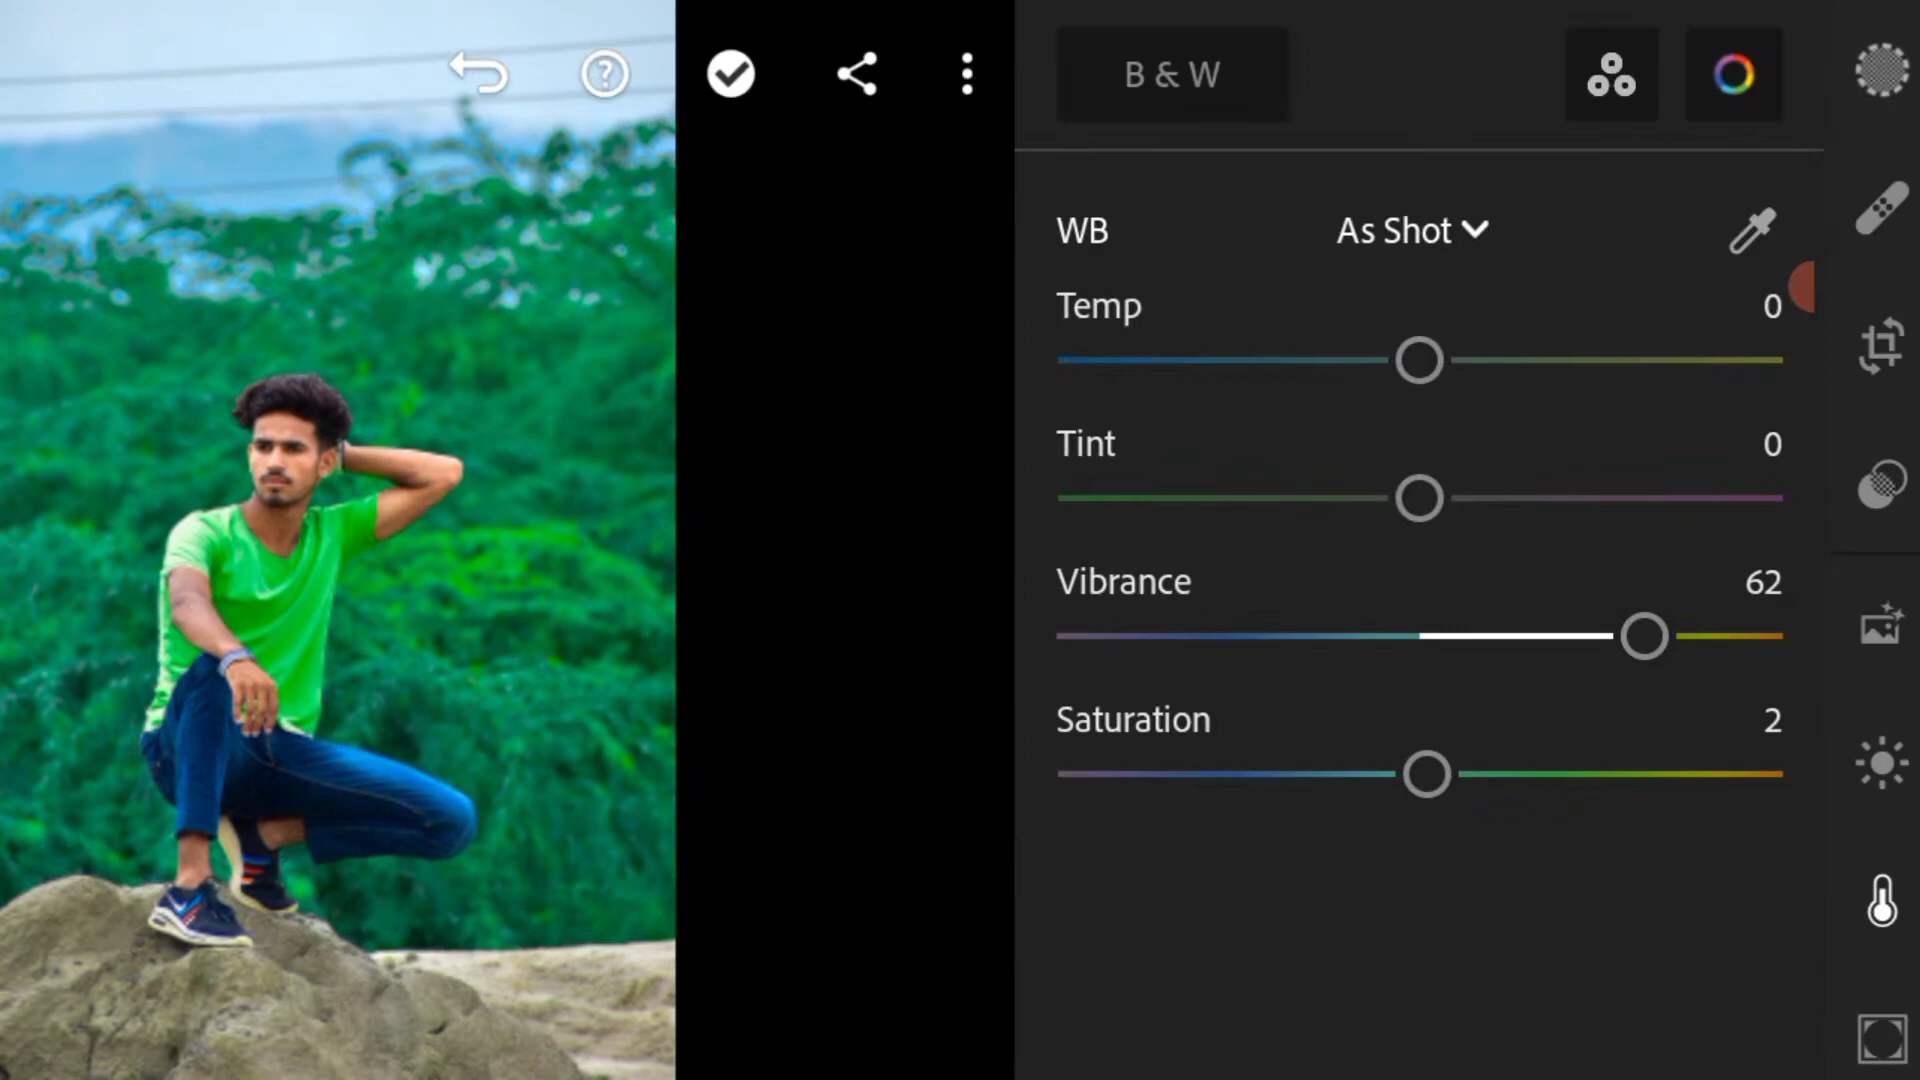 B & W
WB
As Shot
Temp
0
Tint
0
Vibrance
62
Saturation
2